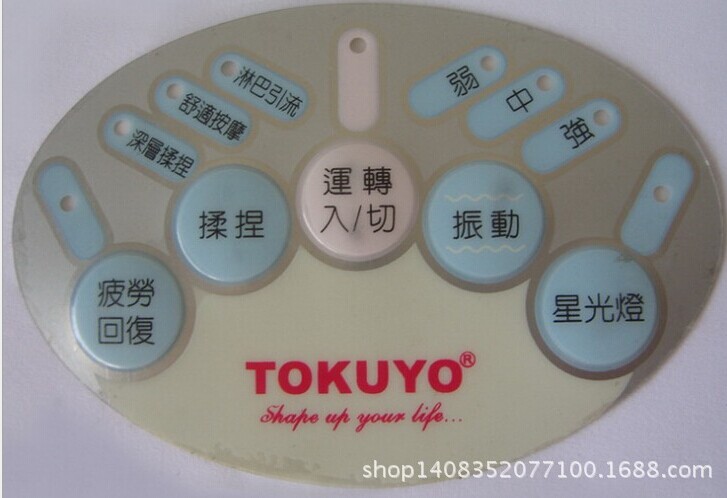 淋巴引流
舒適按摩
深層揉捏
弱
中
強
揉捏
運轉
入/切
振動
疲勞
回復
星光燈
TOKUYO®
Shape up your life...
shop1408352077100.1688.com